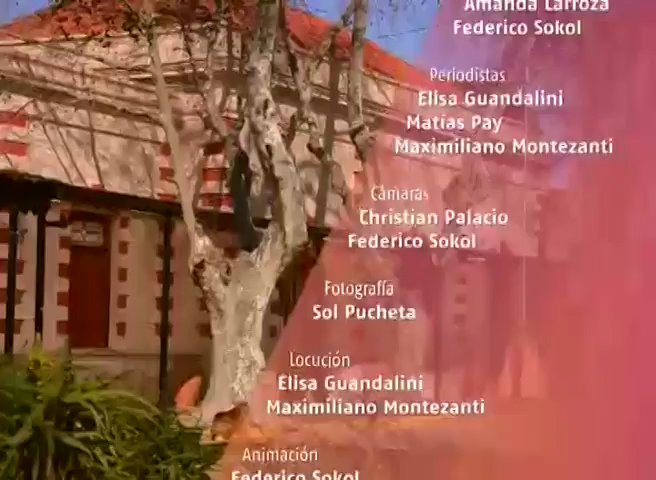 Amanda Larroza
Federico Sokol
Periodistas
Elisa Guandalini
Matías Pay
Maximiliano Montezanti
Cámaras
Christian Palacio
Federico Sokol
Fotografía
Sol Pucheta
Locución
Elisa Guandalini
Maximiliano Montezanti
Animación
Federico Sokol